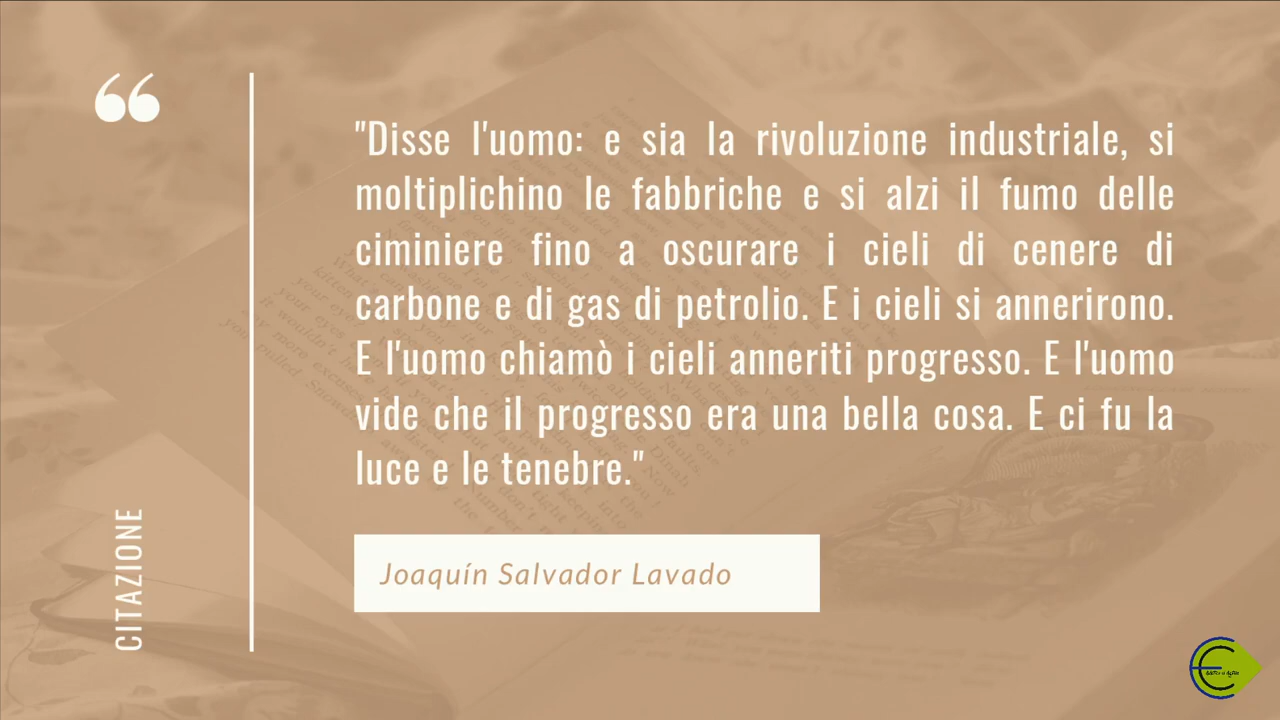 ❝
"Disse l'uomo: e sia la rivoluzione industriale, si
moltiplichino le fabbriche e si alzi il fumo delle
ciminiere fino a oscurare i cieli di cenere di
carbone e di gas di petrolio. E i cieli si annerirono.
E l'uomo chiamò i cieli anneriti progresso. E l'uomo
vide che il progresso era una bella cosa. E ci fu la
luce e le tenebre."
Joaquín Salvador Lavado
CITAZIONE